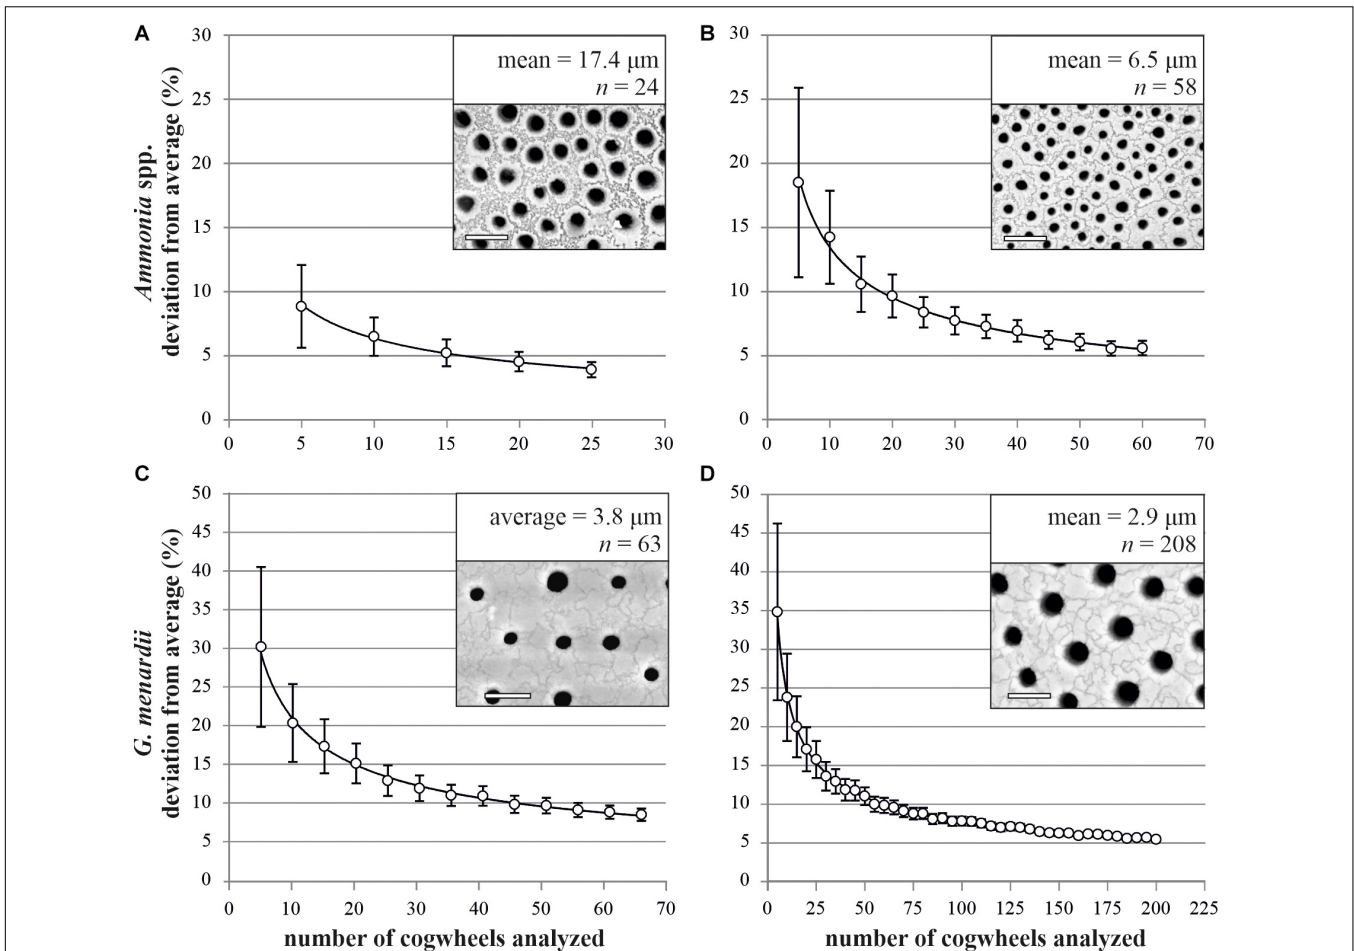 A
30
25
20
15
10
5
0
0 5 10 15 20 25 30
mean = 17.4 μm
n = 24
Ammonia spp.
deviation from average (%)
B
30
25
20
15
10
5
0
0 10 20 30 40 50 60 70
mean = 6.5 μm
n = 58
C
50
45
40
35
30
25
20
15
10
5
0
0 10 20 30 40 50 60 70
average = 3.8 μm
n = 63
G. menardii
deviation from average (%)
number of cogwheels analyzed
D
50
45
40
35
30
25
20
15
10
5
0
0 25 50 75 100 125 150 175 200 225
mean = 2.9 μm
n = 208
number of cogwheels analyzed